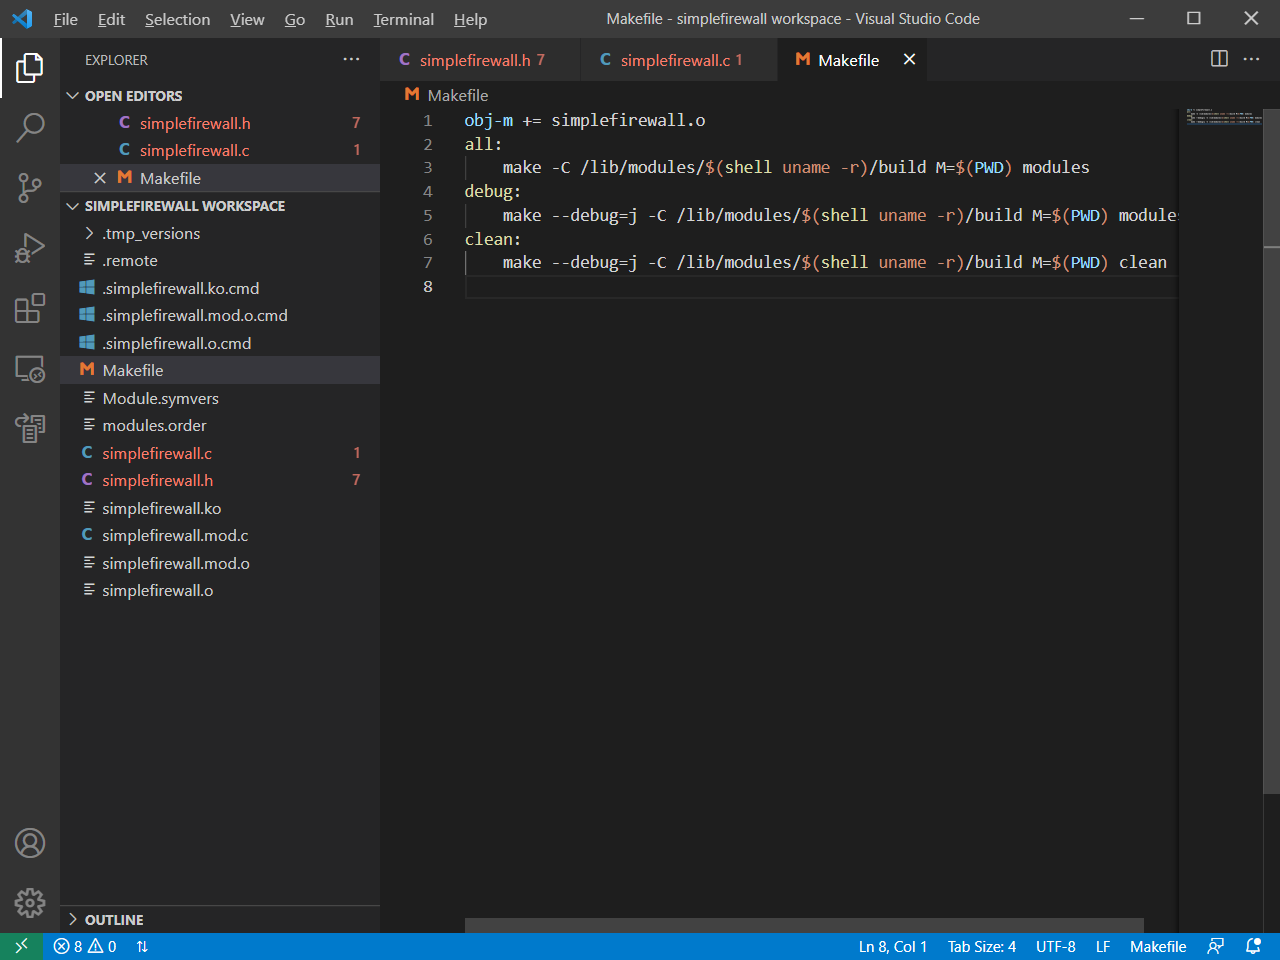 File Edit Selection View Go Run Terminal Help Makefile - simplefirewall workspace - Visual Studio Code
EXPLORER
OPEN EDITORS
C simplefirewall.h 7
C simplefirewall.c 1
M Makefile
SIMPLEFIREWALL WORKSPACE
.tmp_versions
.remote
.simplefirewall.ko.cmd
.simplefirewall.mod.o.cmd
.simplefirewall.o.cmd
M Makefile
Module.symvers
modules.order
C simplefirewall.c 1
C simplefirewall.h 7
simplefirewall.ko
C simplefirewall.mod.c
simplefirewall.mod.o
simplefirewall.o
OUTLINE
C simplefirewall.h 7 C simplefirewall.c 1 M Makefile
M Makefile
1 obj-m += simplefirewall.o
2 all:
3 make -C /lib/modules/$(shell uname -r)/build M=$(PWD) modules
4 debug:
5 make --debug=j -C /lib/modules/$(shell uname -r)/build M=$(PWD) modules
6 clean:
7 make --debug=j -C /lib/modules/$(shell uname -r)/build M=$(PWD) clean
8
8 0 Ln 8, Col 1 Tab Size: 4 UTF-8 LF Makefile